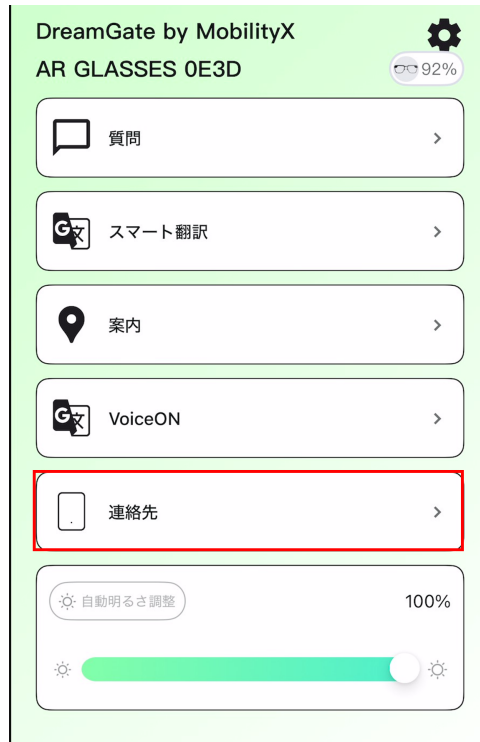 DreamGate by MobilityX
AR GLASSES 0E3D
92%
質問
スマート翻訳
案内
VoiceON
連絡先
自動明るさ調整
100%